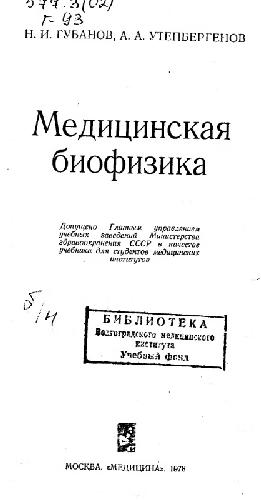 577.3(02)
Г 93
Н. И. ГУБАНОВ, А. А. УТЕПБЕРГЕНОВ
Медицинская
биофизика
Допущено Главным управлением
учебных заведений Министерства
здравоохранения СССР в качестве
учебника для студентов медицинских
институтов
б/н
БИБЛИОТЕКА
Волгоградского медицинского
института
Учебный фонд
МОСКВА. «МЕДИЦИНА». 1978